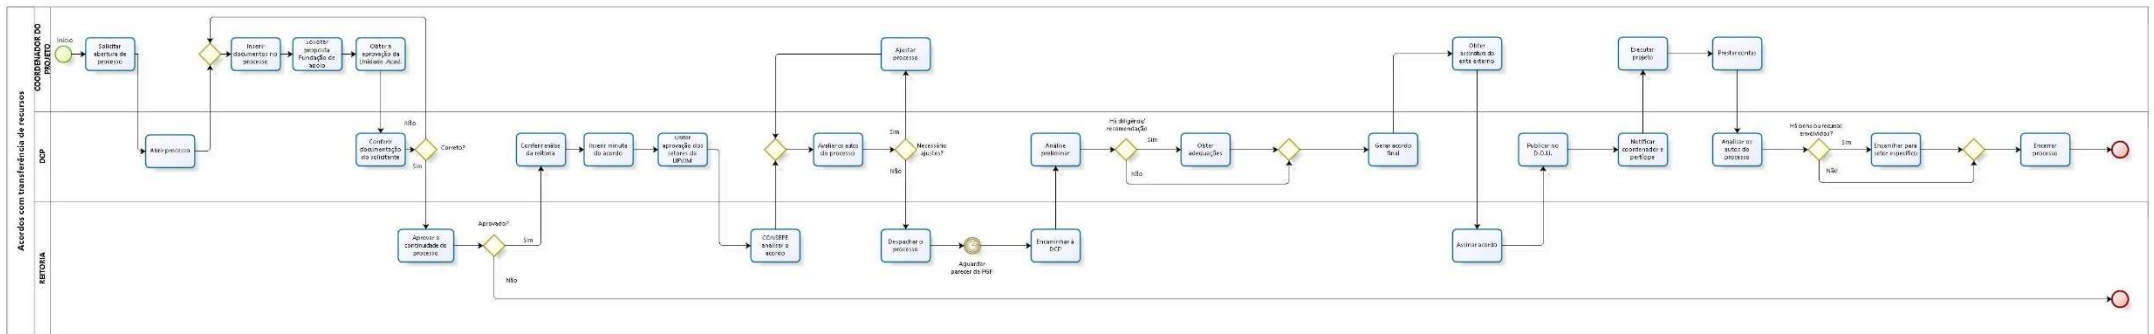 Acordos com transferência de recursos
COORDENADOR DO
PROJETO
Início
Solicitar
abertura de
processo
Inserir
documentos no
processo
Solicitar
proposta
Fundação de
apoio
Obter a
aprovação da
Unidade Acad.
Ajustar
processo
Obter
assinatura do
ente externo
Executar
projeto
Prestar contas
DCP
Abrir processo
Conferir
documentação
do solicitante
Não
Correto?
Sim
Conferir análise
da reitoria
Inserir minuta
do acordo
Obter
aprovação dos
setores da
UFVJM
Avaliar os autos
do processo
Sim
Necessário
ajustes?
Não
Análise
preliminar
Há diligência/
recomendação
Sim
Não
Obter
adequações
Gerar acordo
final
Publicar no
D.O.U.
Notificar
coordenador e
partícipe
Analisar os
autos do
processo
Há bens ou recursos
envolvidos?
Sim
Não
Encaminhar para
setor específico
Encerrar
processo
REITORIA
Aprovar a
continuidade do
processo
Aprovado?
Sim
Não
CONSEPE
analisar o
acordo
Despachar o
processo
Aguardar
parecer da PGF
Encaminhar à
DCP
Assinar acordo